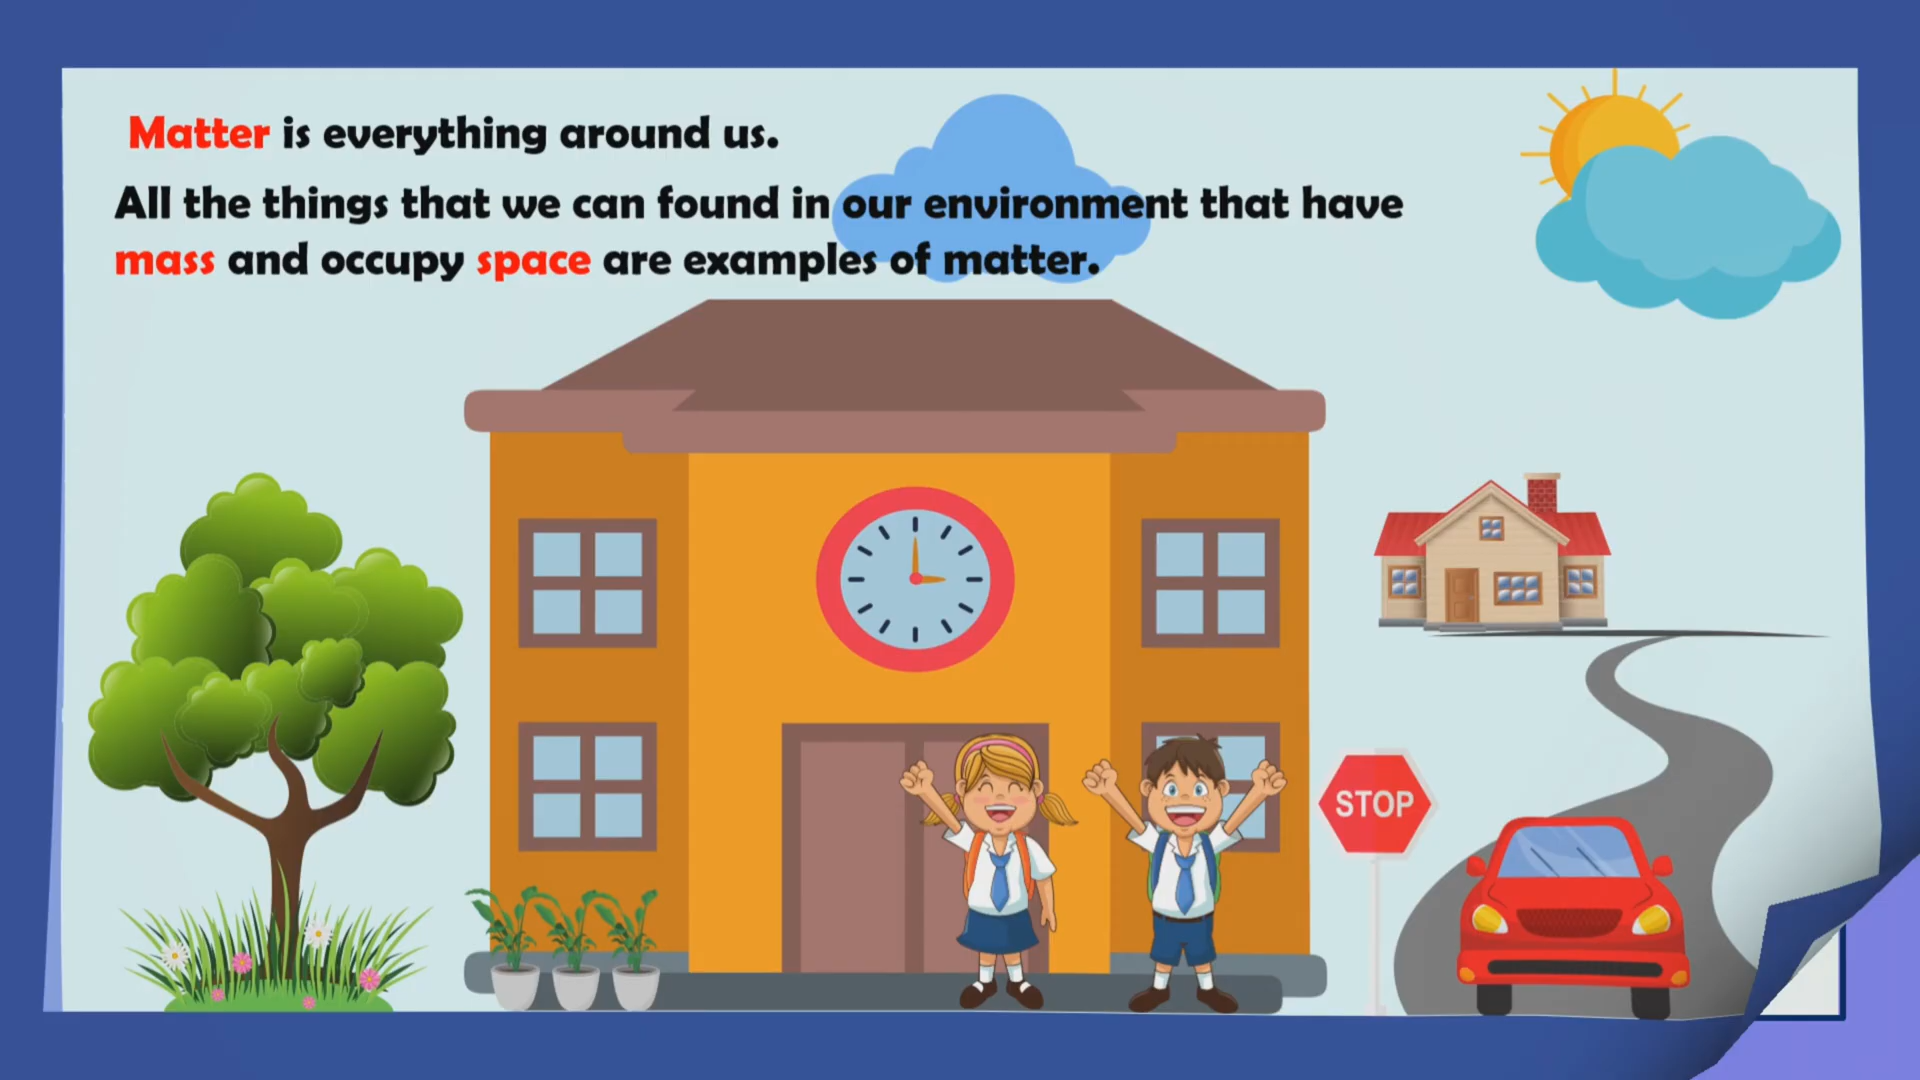 Matter is everything around us.
All the things that we can found in our environment that have
mass and occupy space are examples of matter.
STOP